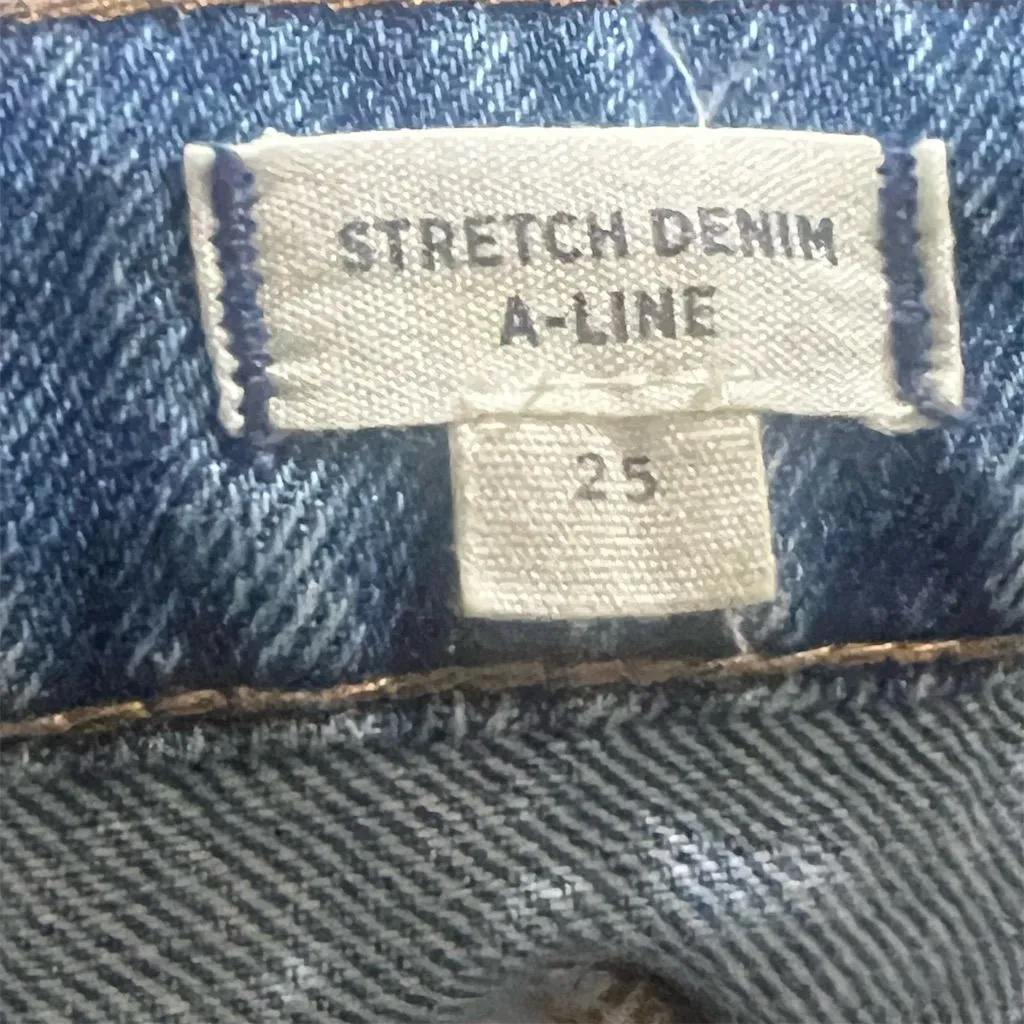 STRETCH DENIM
A-LINE
25